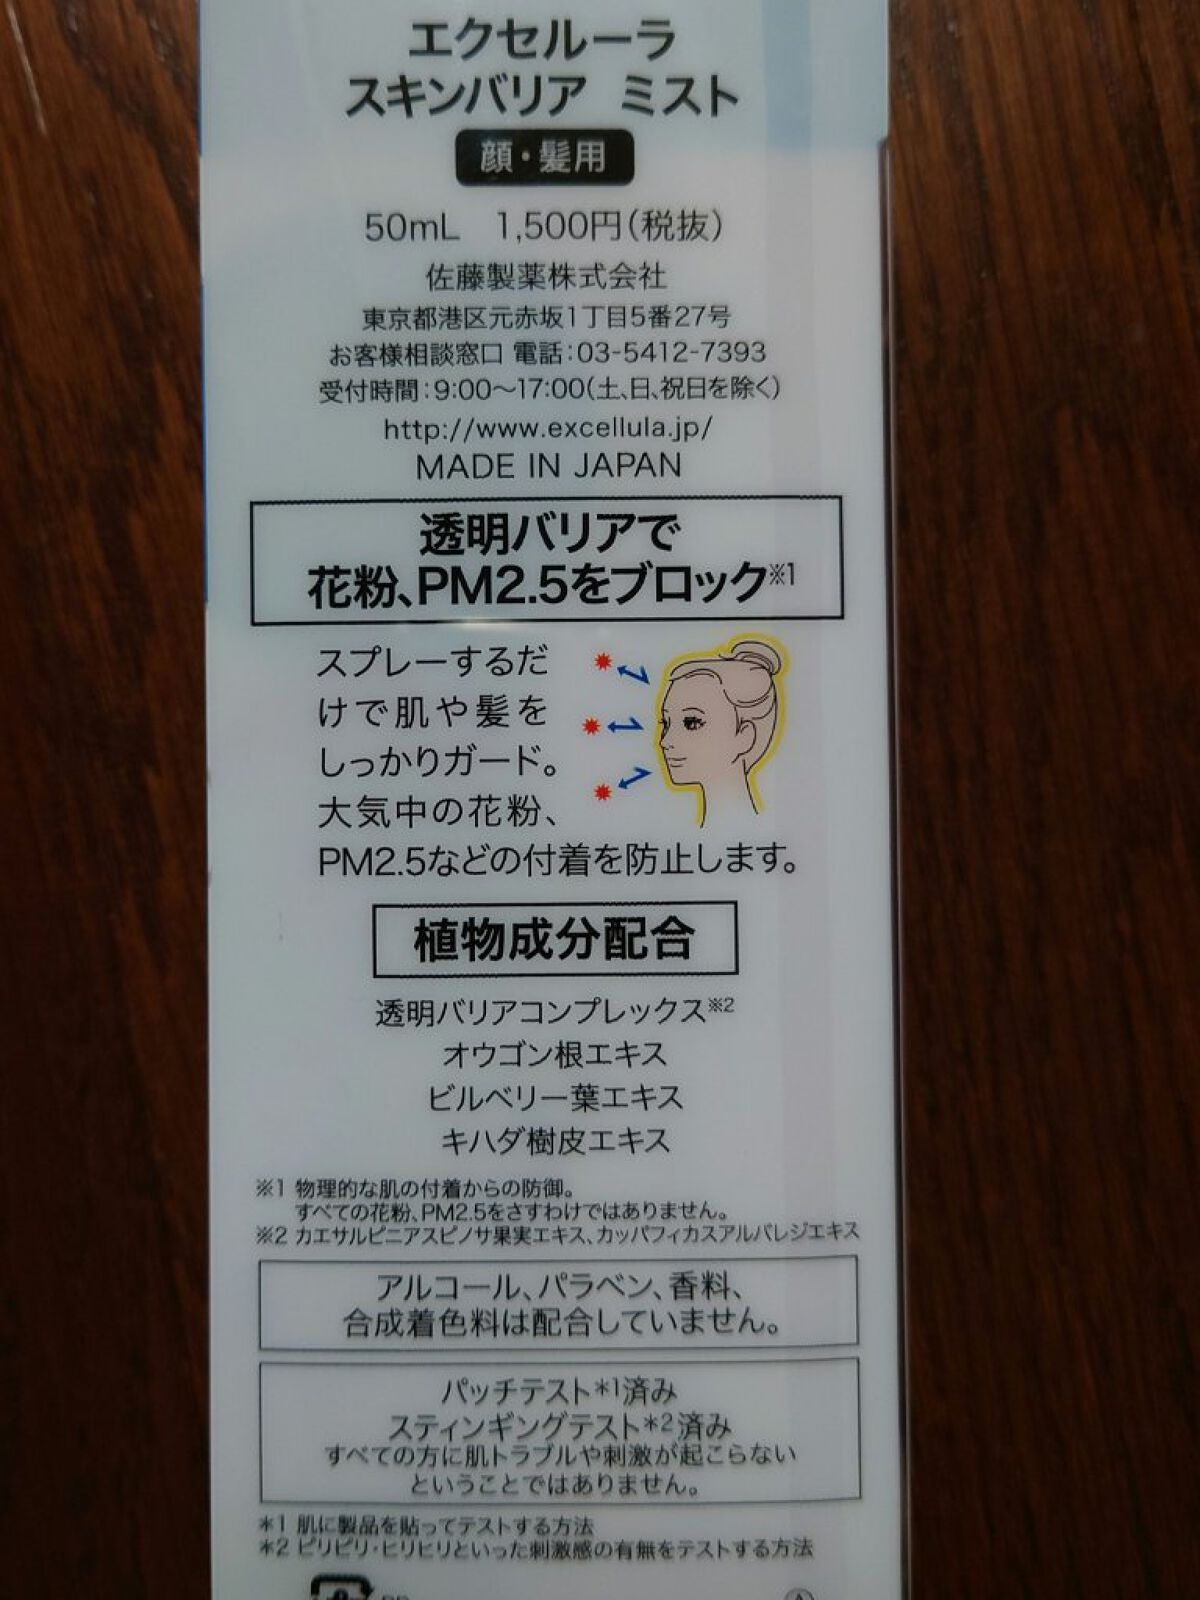 エクセルーラ
スキンバリア ミスト
顔・髪用
50mL 1,500円(税抜)
佐藤製薬株式会社
東京都港区元赤坂1丁目5番27号
お客様相談窓口 電話:03-5412-7393
受付時間:9:00〜17:00(土、日、祝日を除く)
http://www.excellula.jp/
MADE IN JAPAN
透明バリアで
花粉、PM2.5をブロック※1
スプレーするだ
けで肌や髪を
しっかりガード。
大気中の花粉、
PM2.5などの付着を防止します。
植物成分配合
透明バリアコンプレックス※2
オウゴン根エキス
ビルベリー葉エキス
キハダ樹皮エキス
※1 物理的な肌の付着からの防御。
すべての花粉、PM2.5をさすわけではありません。
※2 カエサルピニアスピノサ果実エキス、カッパフィカスアルバレジエキス
アルコール、パラベン、香料、
合成着色料は配合していません。
パッチテスト*1済み
スティンギングテスト*2済み
すべての方に肌トラブルや刺激が起こらない
ということではありません。
*1 肌に製品を貼ってテストする方法
*2 ピリピリ・ヒリヒリといった刺激感の有無をテストする方法